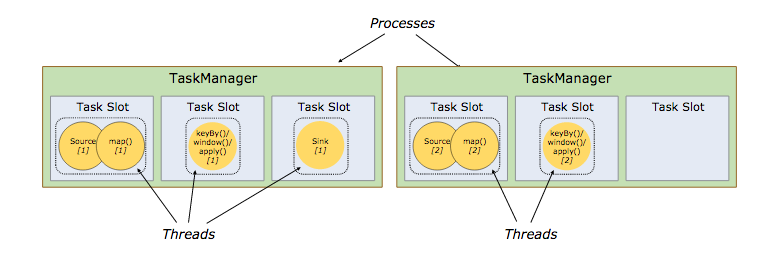 Processes
TaskManager
Task Slot
Source
[1]
map()
[1]
Task Slot
keyBy()/
window()/
apply()
[1]
Task Slot
Sink
[1]
Threads
TaskManager
Task Slot
Source
[2]
map()
[2]
Task Slot
keyBy()/
window()/
apply()
[2]
Task Slot
Threads